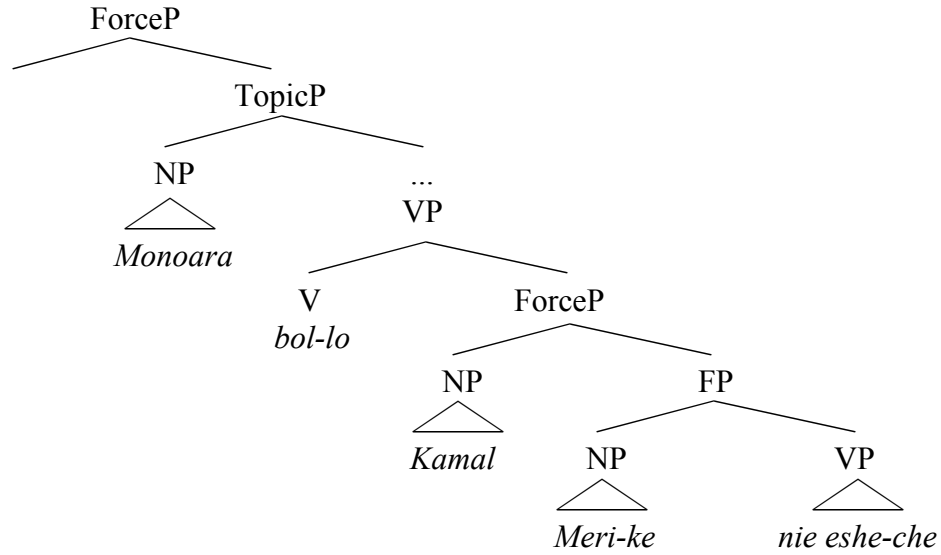 ForceP
TopicP
NP
...
Monoara
VP
V
ForceP
bol-lo
NP
FP
Kamal
NP
VP
Meri-ke
nie eshe-che